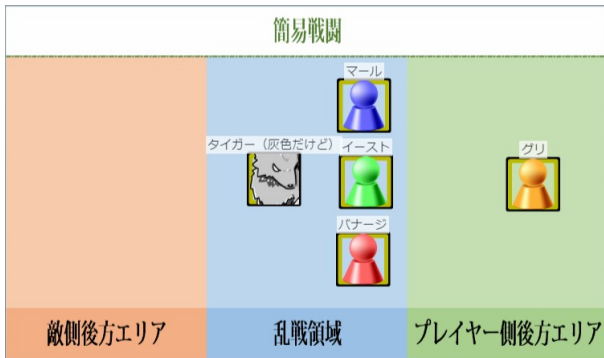 簡易戦闘
マール
タイガー（灰色だけど）
イースト
グリ
バナージ
敵側後方エリア
乱戦領域
プレイヤー側後方エリア